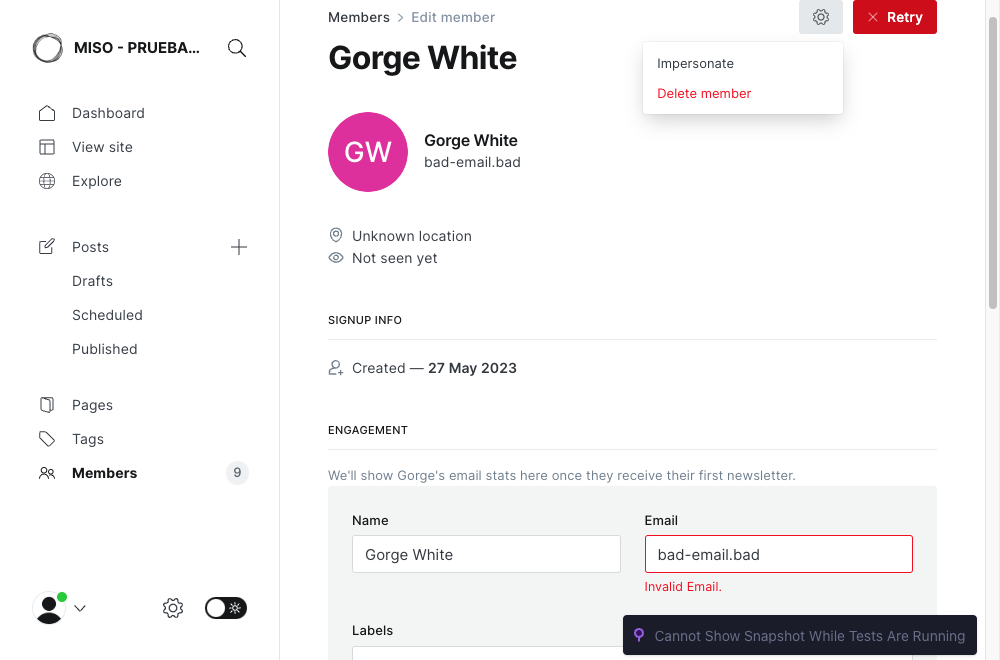 MISO - PRUEBA...
Dashboard
View site
Explore
Posts
Drafts
Scheduled
Published
Pages
Tags
Members
9
Members > Edit member
Retry
Gorge White
Impersonate
Delete member
GW
Gorge White
bad-email.bad
Unknown location
Not seen yet
SIGNUP INFO
Created — 27 May 2023
ENGAGEMENT
We'll show Gorge's email stats here once they receive their first newsletter.
Name
Email
Gorge White
bad-email.bad
Invalid Email.
Labels
Cannot Show Snapshot While Tests Are Running